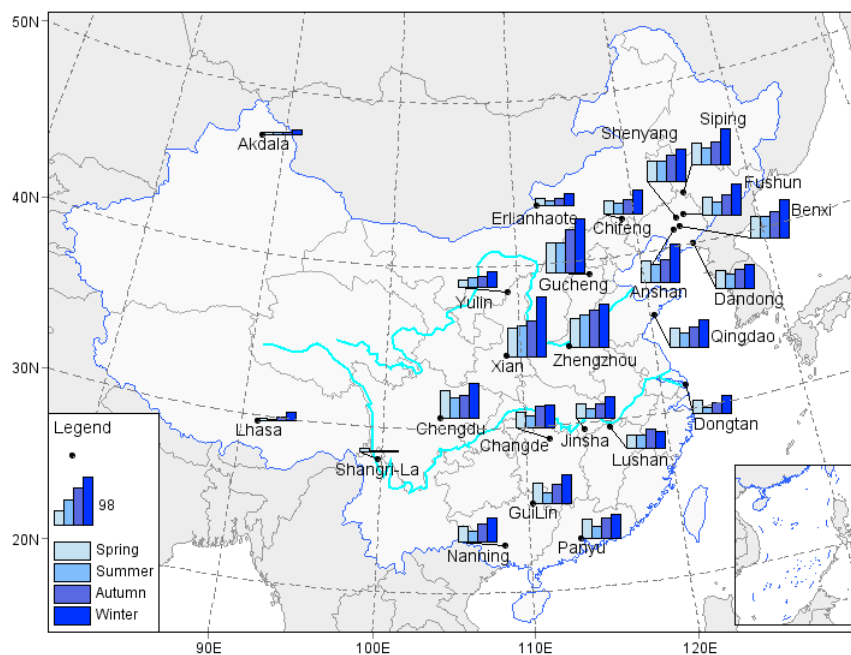 50N
Siping
Shenyang
Akdala
Fushun
40N
Benxi
Erlianhaote
Chifeng
Gucheng
Anshan
Dandong
Yulin
Qingdao
Zhengzhou
Xian
30N
Legend
Lhasa
Chengdu
Changde
Jinsha
Dongtan
Lushan
Shangri-La
98
GuiLin
20N
Nanning
Panyu
Spring
Summer
Autumn
Winter
90E
100E
110E
120E